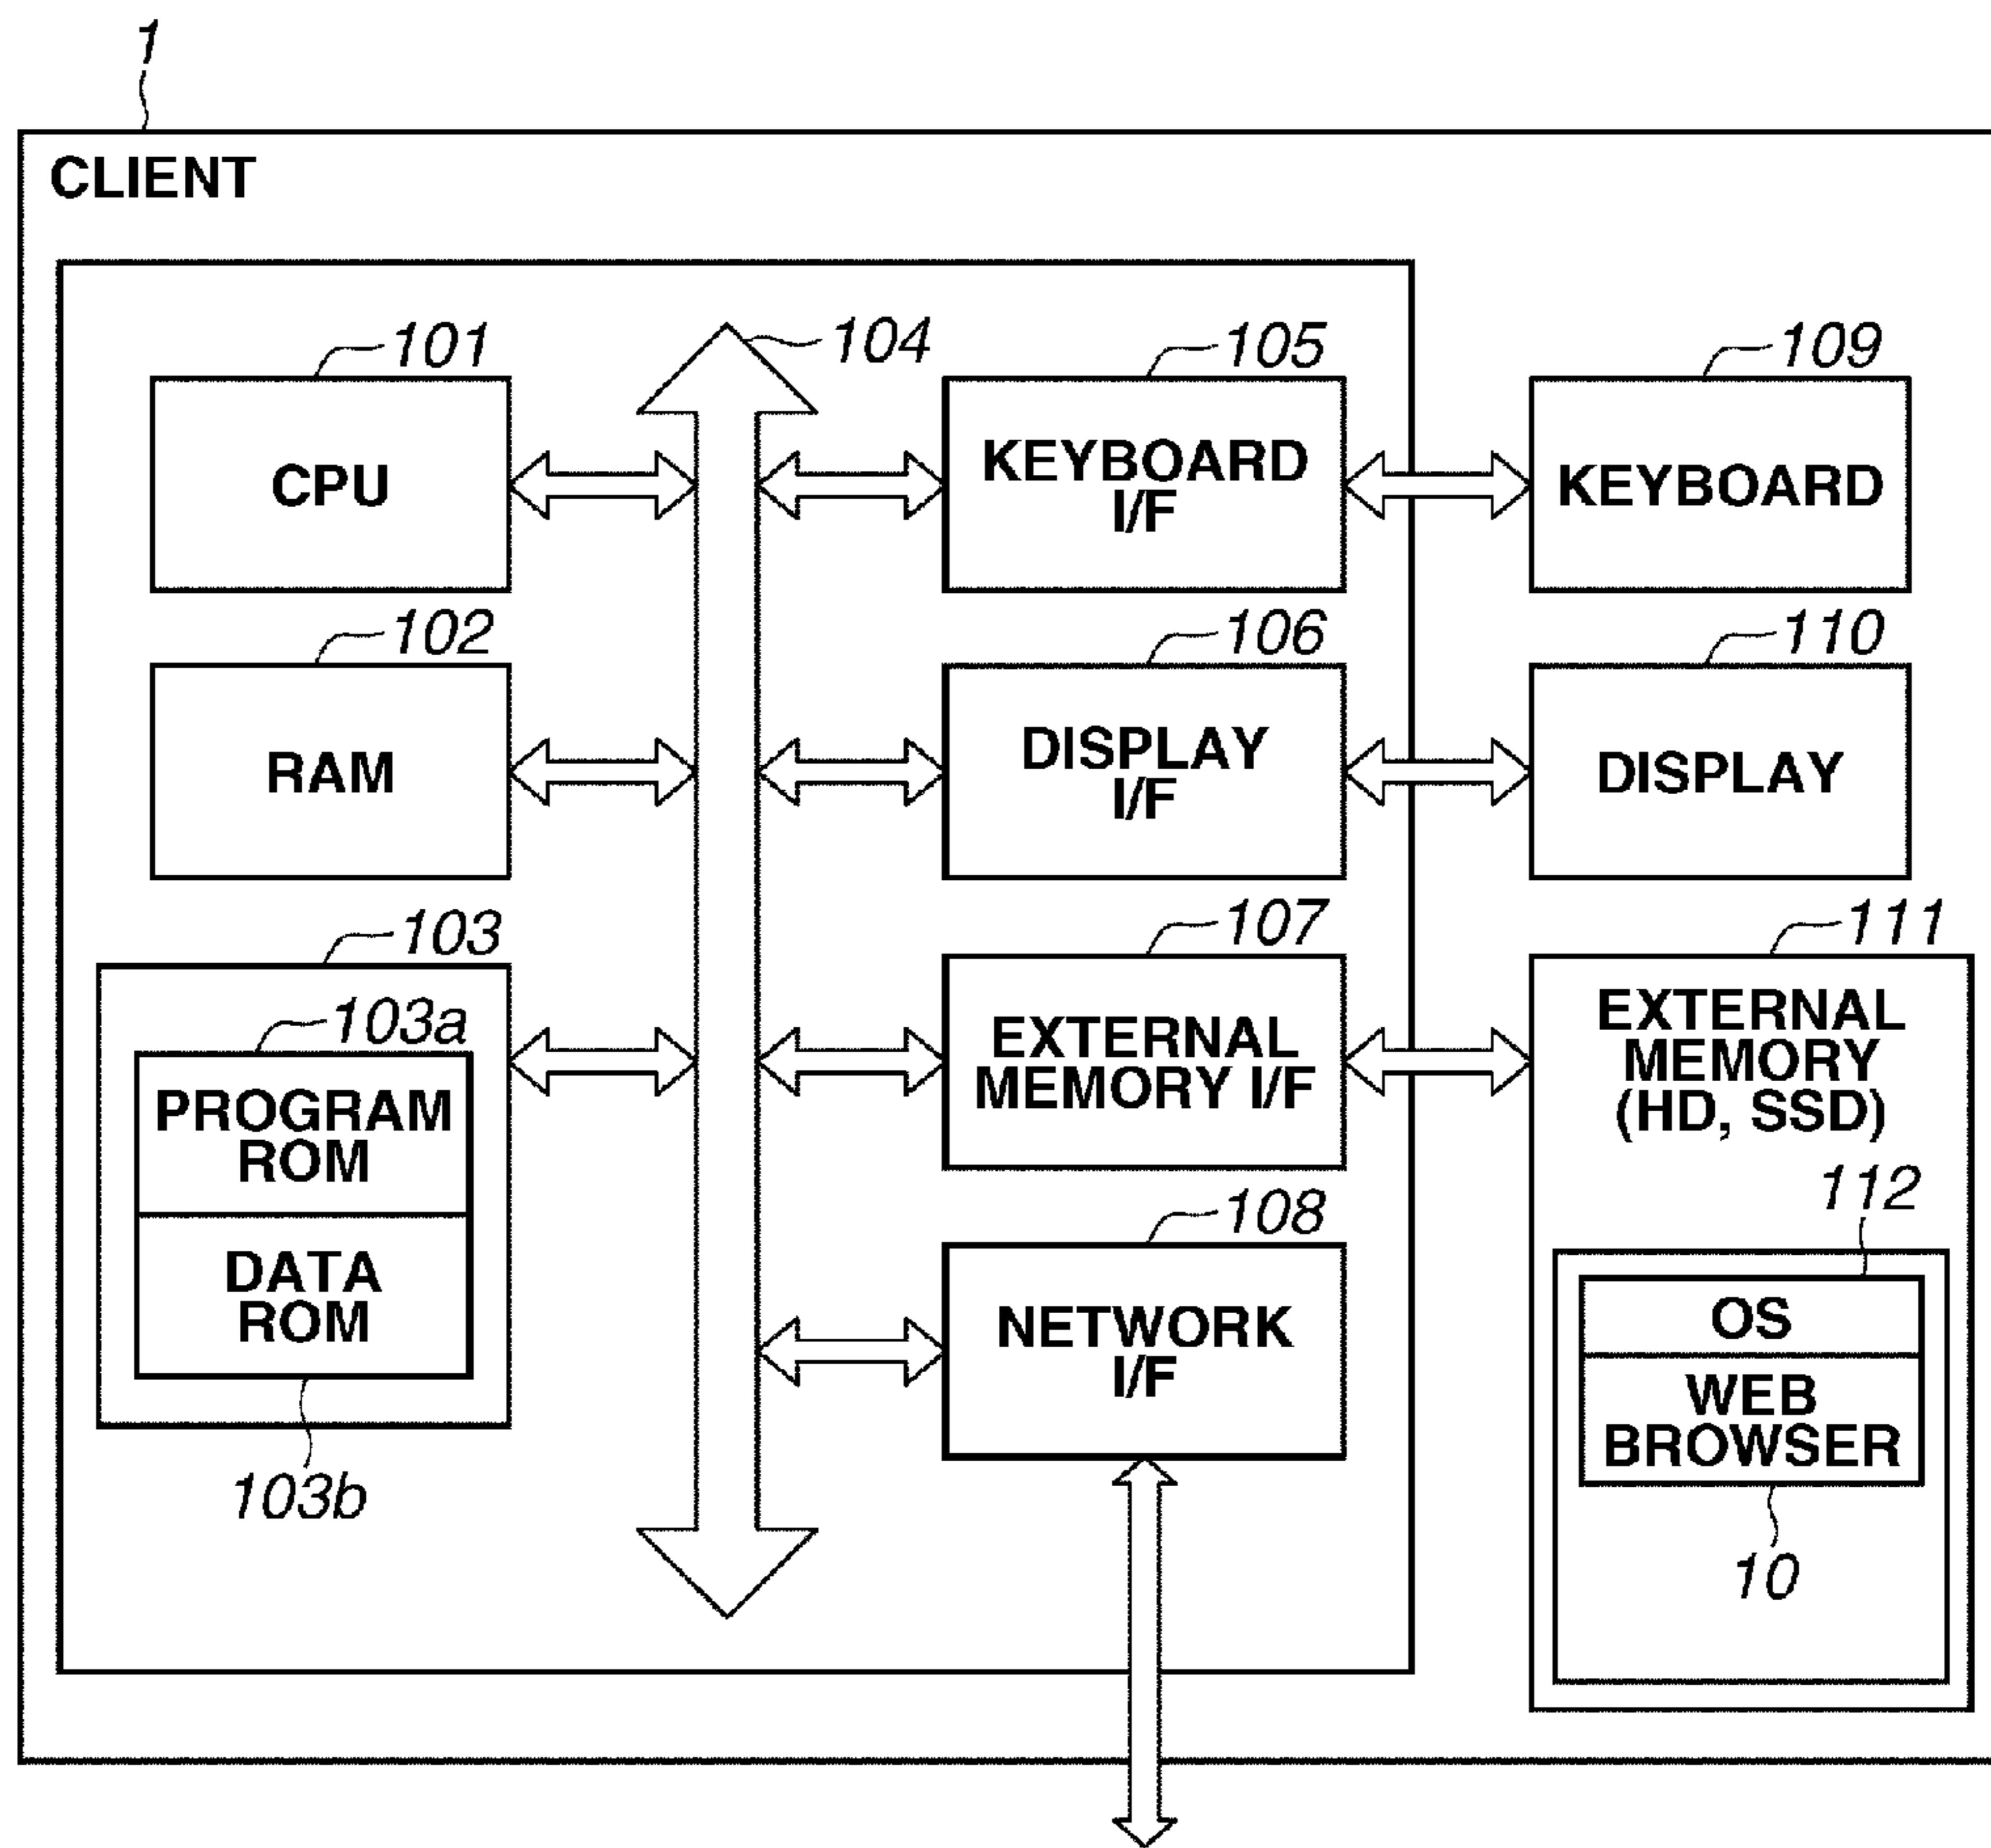 1
CLIENT
101
CPU
102
RAM
103
103a
PROGRAM
ROM
DATA
ROM
103b
104
105
KEYBOARD
I/F
106
DISPLAY
I/F
107
EXTERNAL
MEMORY I/F
108
NETWORK
I/F
109
KEYBOARD
110
DISPLAY
111
EXTERNAL
MEMORY
(HD, SSD)
112
OS
WEB
BROWSER
10